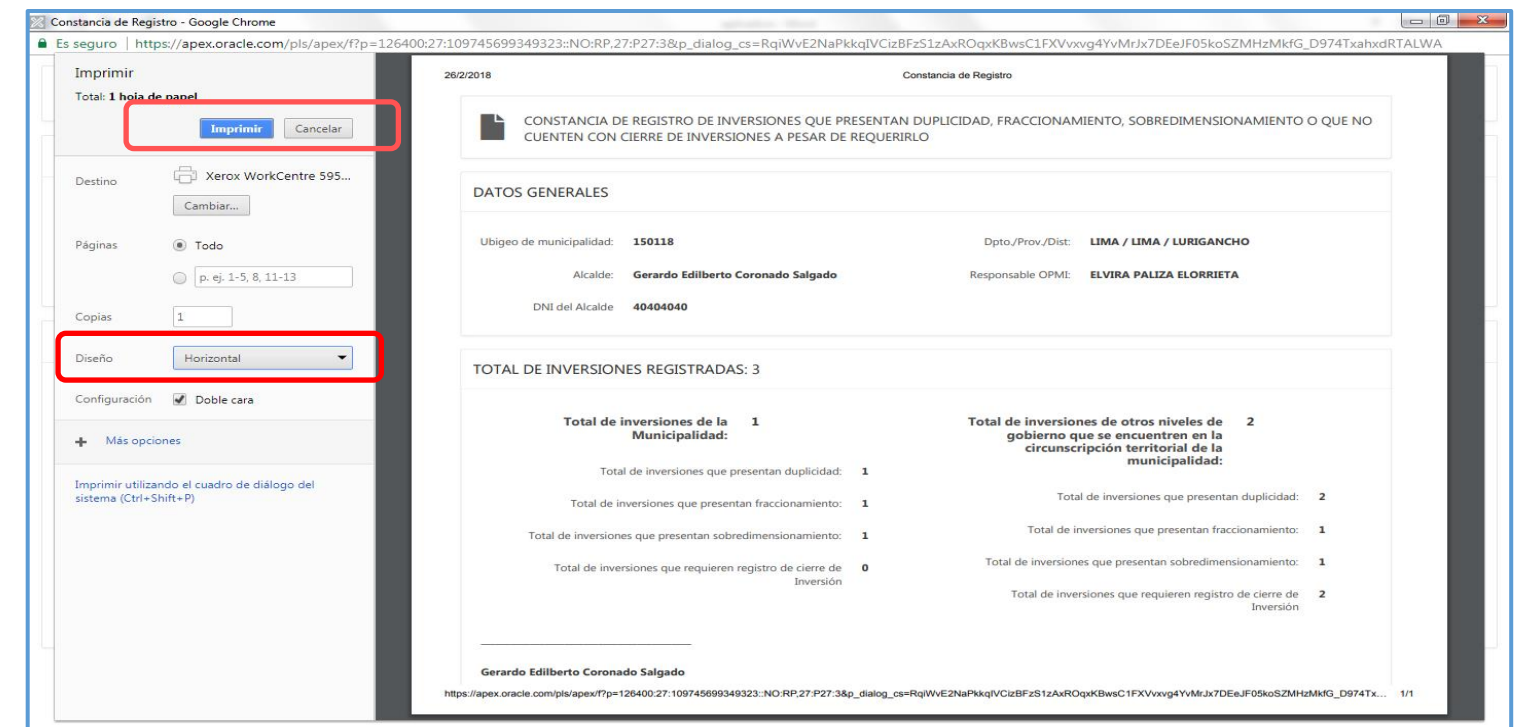 Constancia de Registro - Google Chrome
Es seguro | https://apex.oracle.com/pls/apex/f?p=126400:27:109745699349323::NO:RP,27:P27:3&p_dialog_cs=RqiWvE2NaPkkqIVCizBFzS1zAxROqxKBwsC1FXVvxvg4YvMrJx7DEeJF05koSZMHzMkfG_D974TxahxdRTALWA
Imprimir
Total: 1 hoja de papel
Imprimir Cancelar
Destino Xerox WorkCentre 595...
Cambiar...
Páginas Todo
p. ej. 1-5, 8, 11-13
Copias 1
Diseño Horizontal
Configuración Doble cara
Más opciones
Imprimir utilizando el cuadro de diálogo del
sistema (Ctrl+Shift+P)
26/2/2018 Constancia de Registro
CONSTANCIA DE REGISTRO DE INVERSIONES QUE PRESENTAN DUPLICIDAD, FRACCIONAMIENTO, SOBREDIMENSIONAMIENTO O QUE NO
CUENTEN CON CIERRE DE INVERSIONES A PESAR DE REQUERIRLO
DATOS GENERALES
Ubigeo de municipalidad: 150118 Dpto./Prov./Dist: LIMA / LIMA / LURIGANCHO
Alcalde: Gerardo Edilberto Coronado Salgado Responsable OPMI: ELVIRA PALIZA ELORRIETA
DNI del Alcalde 40404040
TOTAL DE INVERSIONES REGISTRADAS: 3
Total de inversiones de la 1
Municipalidad:
Total de inversiones que presentan duplicidad: 1
Total de inversiones que presentan fraccionamiento: 1
Total de inversiones que presentan sobredimensionamiento: 1
Total de inversiones que requieren registro de cierre de 0
Inversión
Total de inversiones de otros niveles de 2
gobierno que se encuentren en la
circunscripción territorial de la
municipalidad:
Total de inversiones que presentan duplicidad: 2
Total de inversiones que presentan fraccionamiento: 1
Total de inversiones que presentan sobredimensionamiento: 1
Total de inversiones que requieren registro de cierre de 2
Inversión
Gerardo Edilberto Coronado Salgado
https://apex.oracle.com/pls/apex/f?p=126400:27:109745699349323::NO:RP,27:P27:3&p_dialog_cs=RqiWvE2NaPkkqIVCizBFzS1zAxROqxKBwsC1FXVvxvg4YvMrJx7DEeJF05koSZMHzMkfG_D974Tx... 1/1